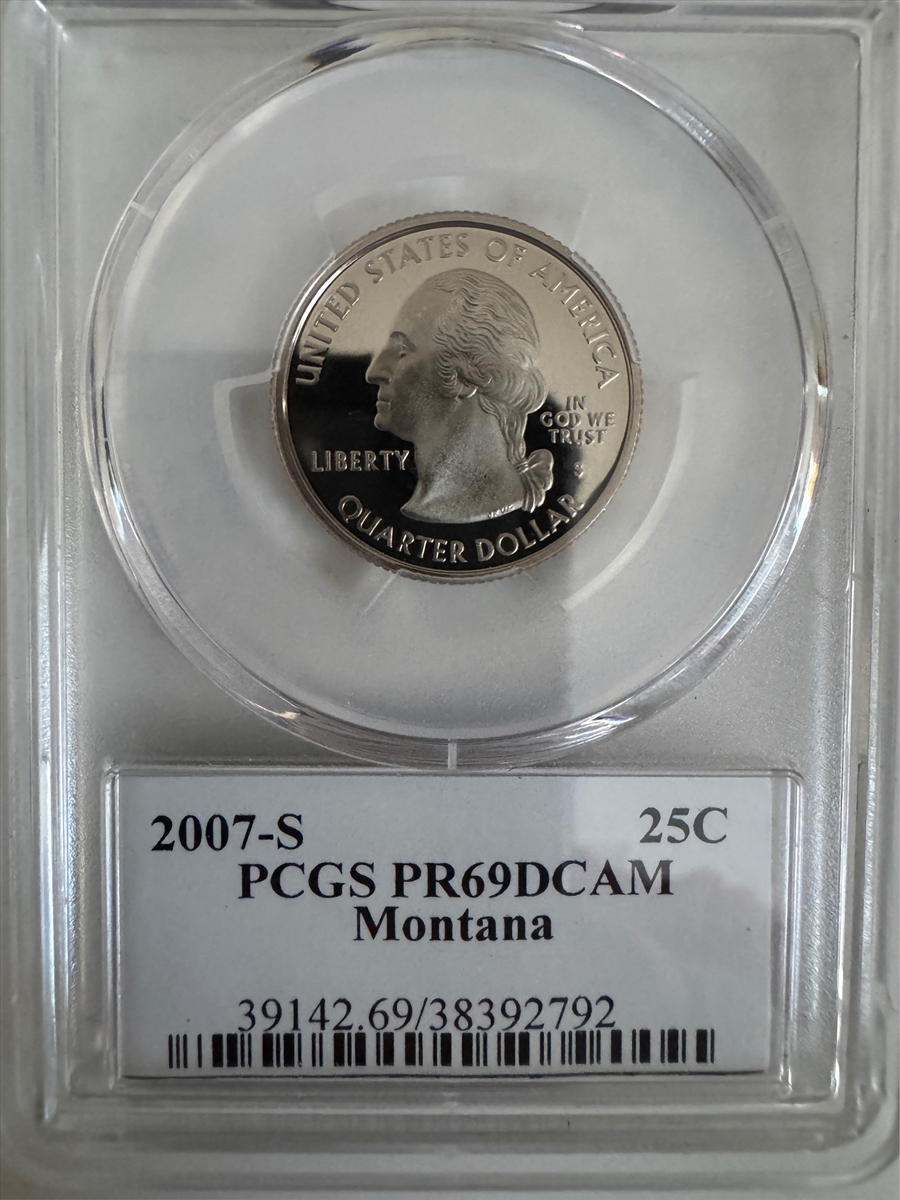 UNITED STATES OF AMERICA
IN
GOD WE
TRUST
LIBERTY
S
QUARTER DOLLAR
2007-S 25C
PCGS PR69DCAM
Montana
39142.69/38392792